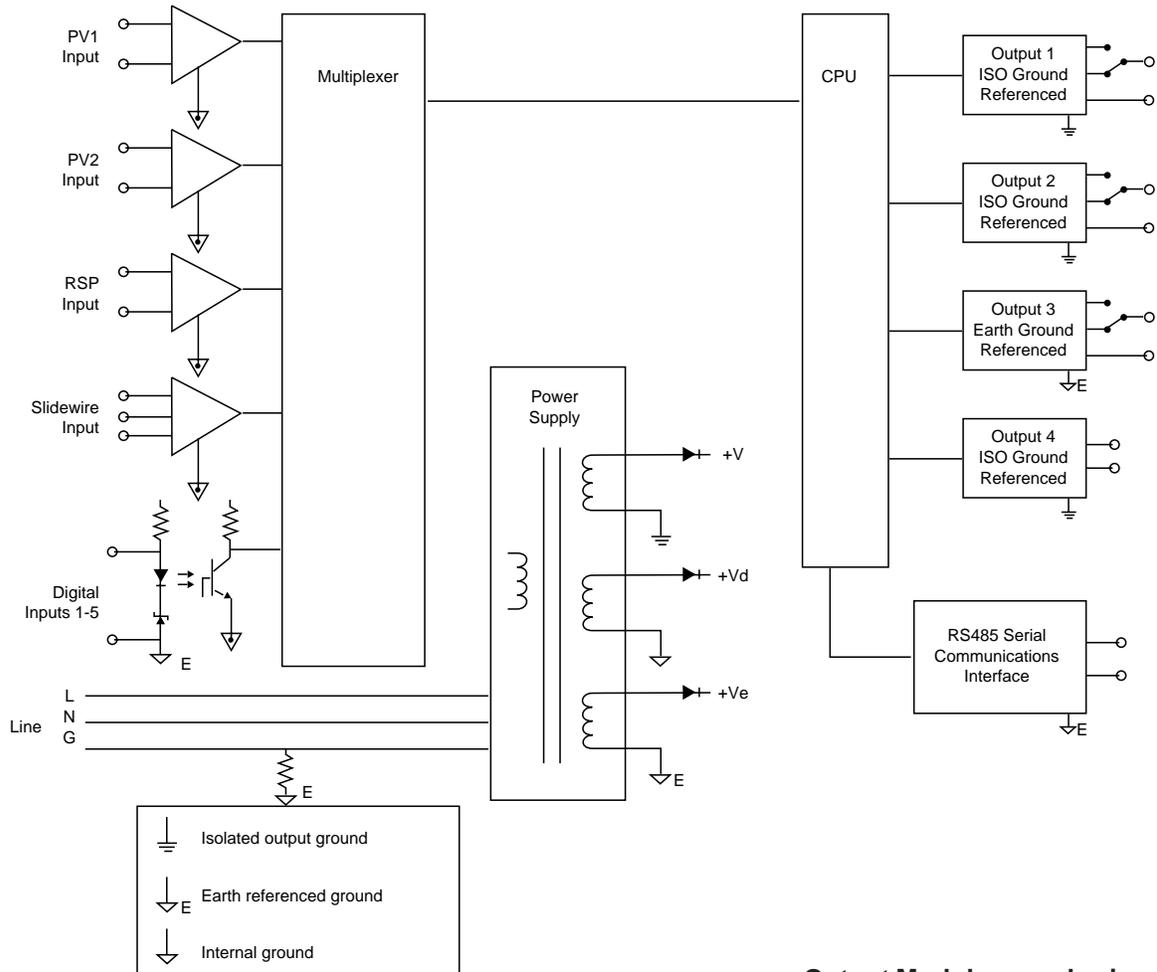 PV1
Input
PV2
Input
RSP
Input
Slidewire
Input
Digital
Inputs 1-5
E
Multiplexer
CPU
Output 1
ISO Ground
Referenced
Output 2
ISO Ground
Referenced
Output 3
Earth Ground
Referenced
E
Output 4
ISO Ground
Referenced
RS485 Serial
Communications
Interface
E
Power
Supply
+V
+Vd
+Ve
E
Line
L
N
G
E
Isolated output ground
E Earth referenced ground
Internal ground